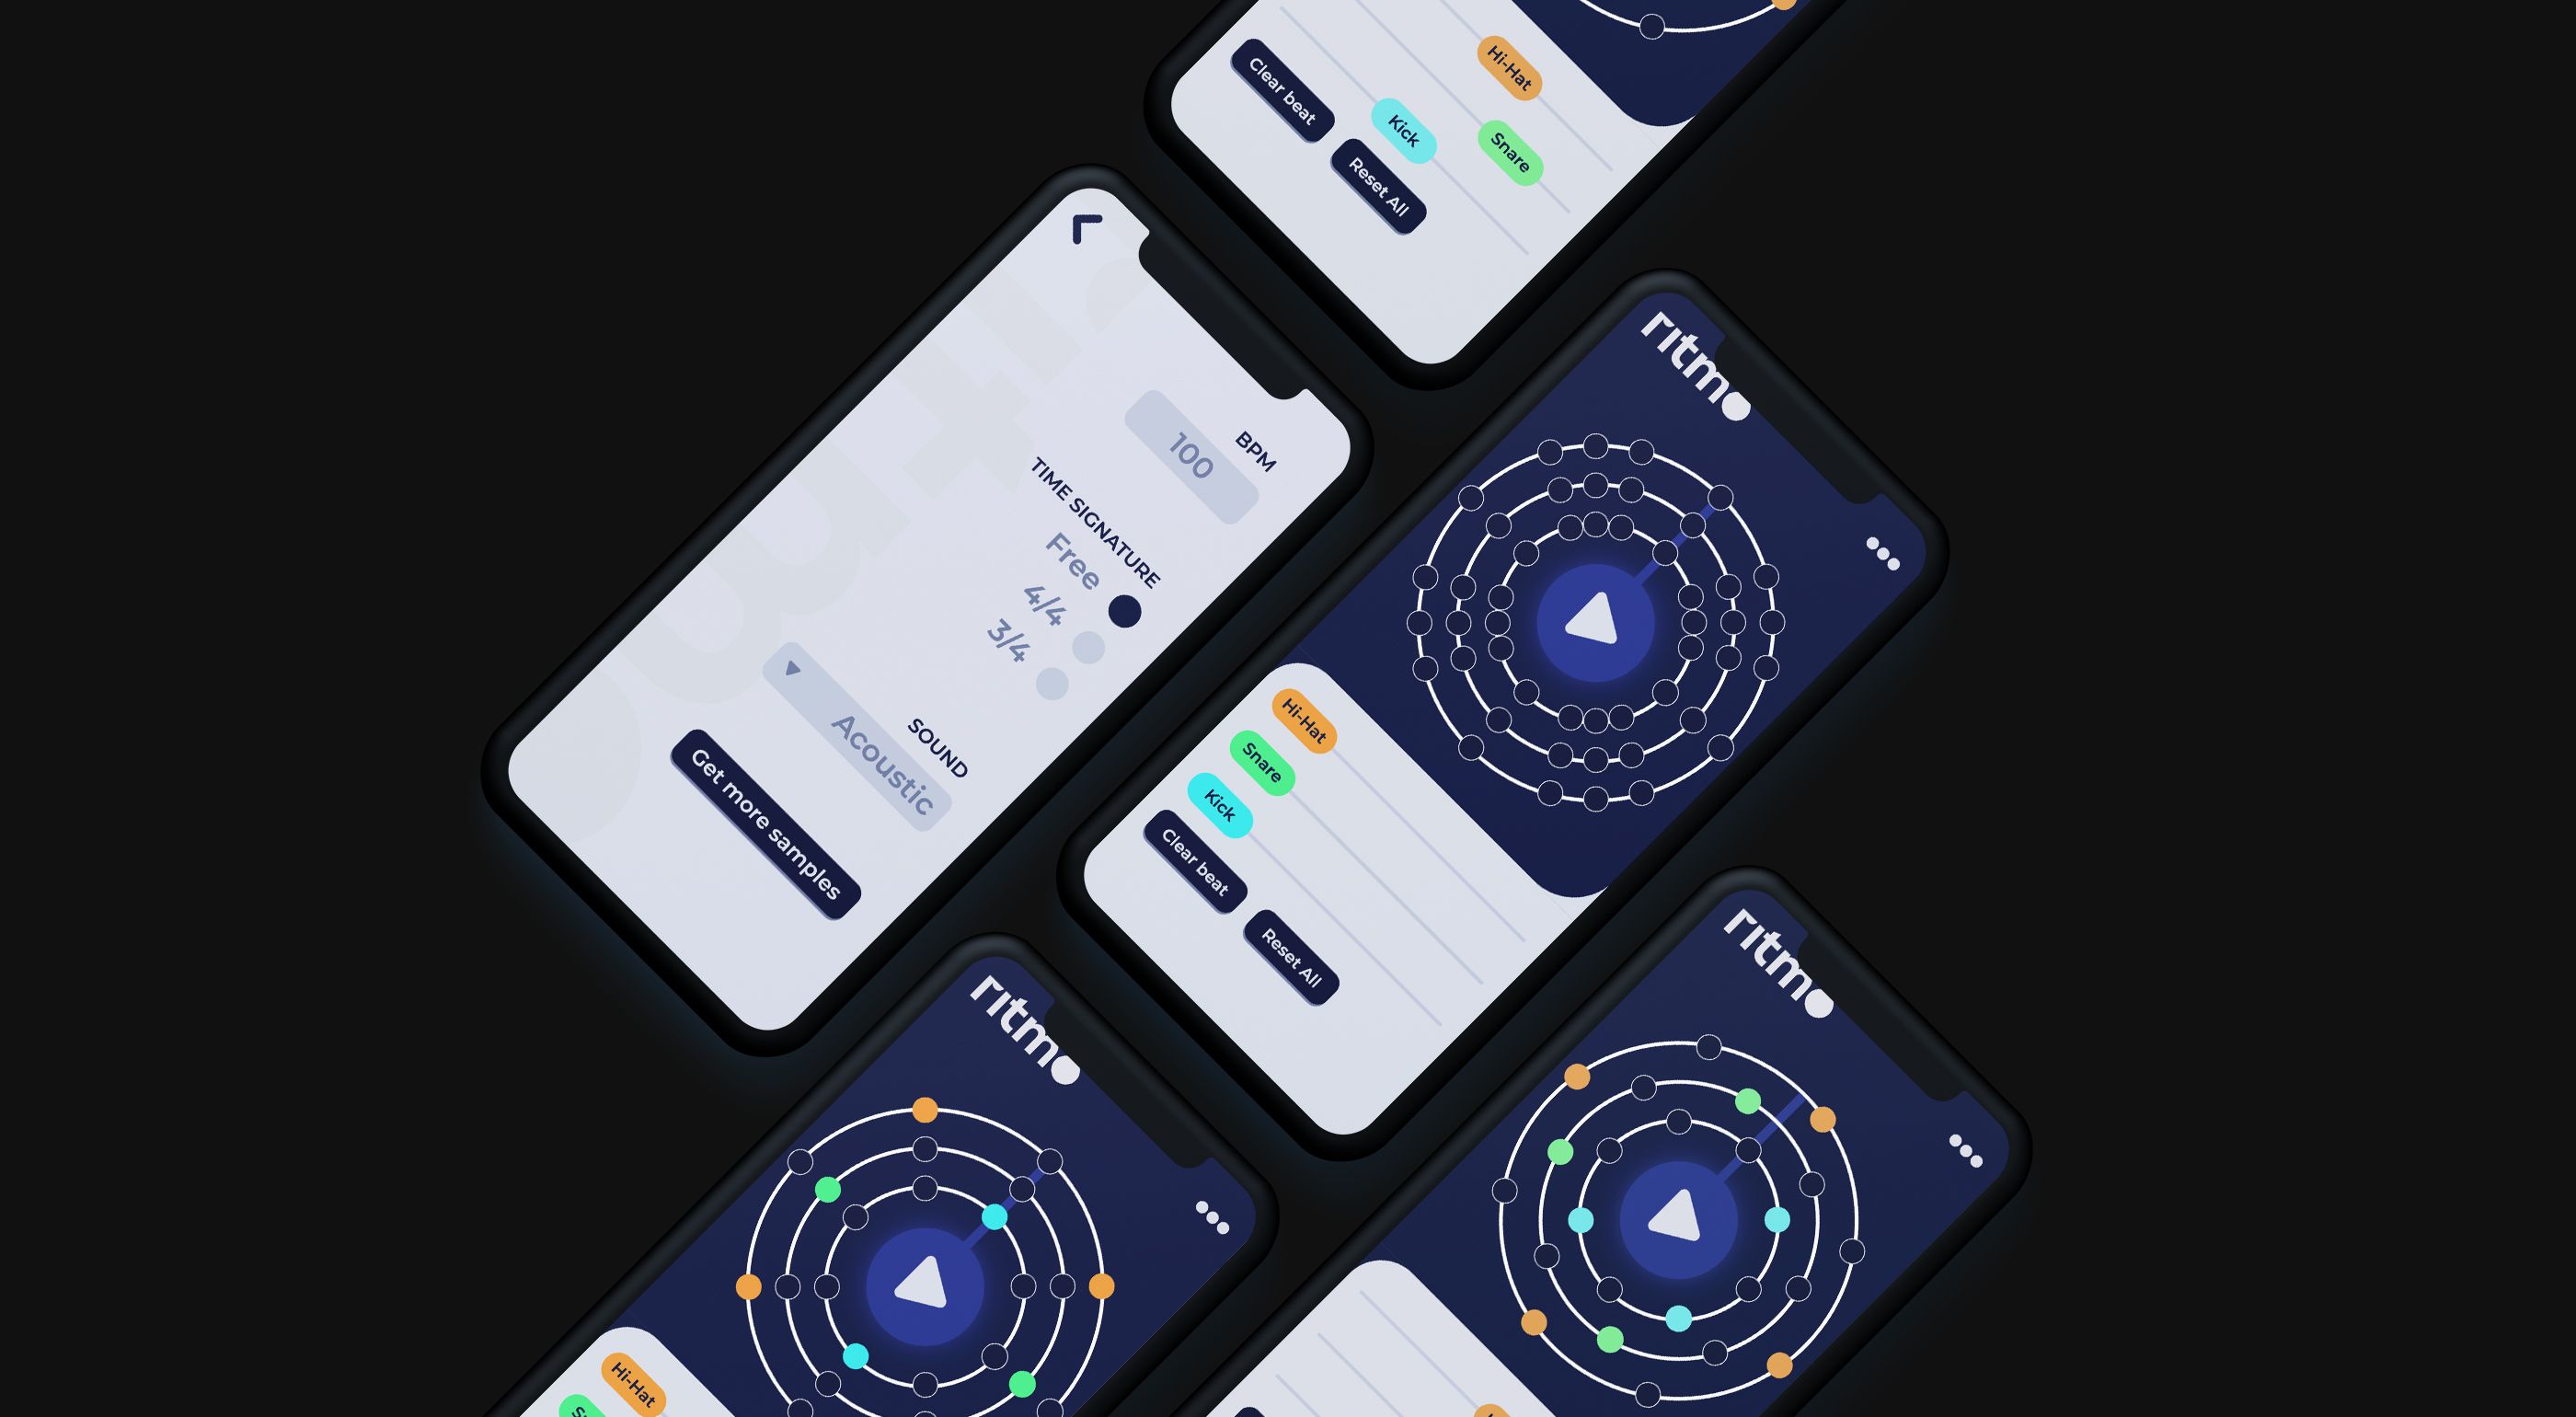 Hi-Hat
Snare
Kick
Clear beat
Reset All
BPM
100
TIME SIGNATURE
Free
4/4
3/4
SOUND
Acoustic
Get more samples
ritmo
Hi-Hat
Snare
Kick
Clear beat
Reset All
ritmo
Hi-Hat
ritmo